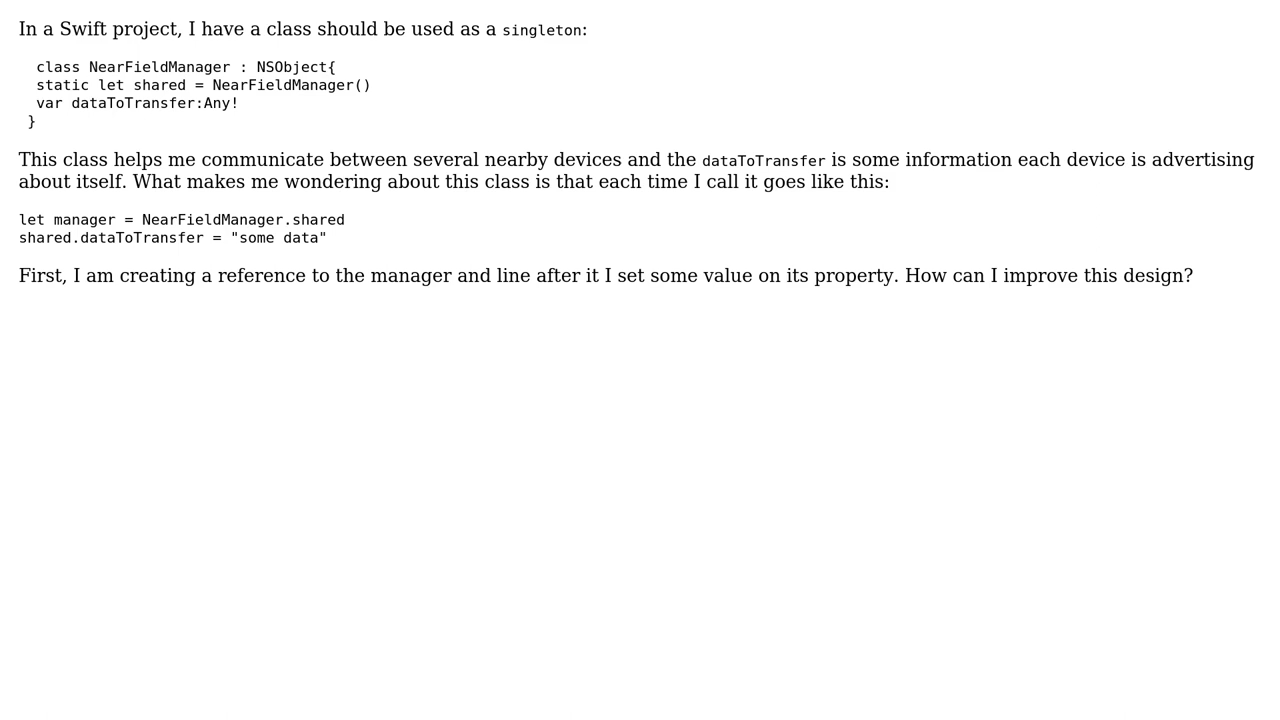 In a Swift project, I have a class should be used as a singleton:
class NearFieldManager : NSObject{
static let shared = NearFieldManager()
var dataToTransfer:Any!
}
This class helps me communicate between several nearby devices and the dataToTransfer is some information each device is advertising
about itself. What makes me wondering about this class is that each time I call it goes like this:
let manager = NearFieldManager.shared
shared.dataToTransfer = "some data"
First, I am creating a reference to the manager and line after it I set some value on its property. How can I improve this design?